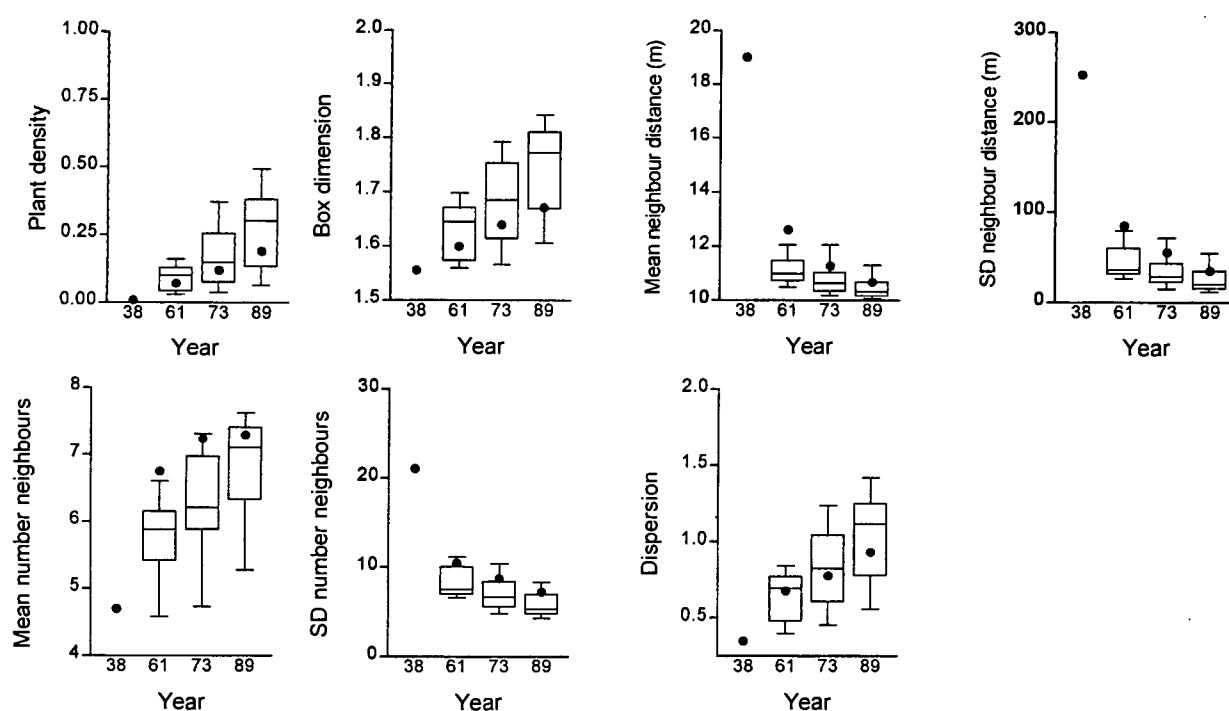 Plant density
1.00
0.75
0.50
0.25
0.00
38 61 73 89
Year
Box dimension
2.0
1.9
1.8
1.7
1.6
1.5
38 61 73 89
Year
Mean neighbour distance (m)
20
18
16
14
12
10
38 61 73 89
Year
SD neighbour distance (m)
300
200
100
0
38 61 73 89
Year
Mean number neighbours
8
7
6
5
4
38 61 73 89
Year
SD number neighbours
30
20
10
0
38 61 73 89
Year
Dispersion
2.0
1.5
1.0
0.5
38 61 73 89
Year